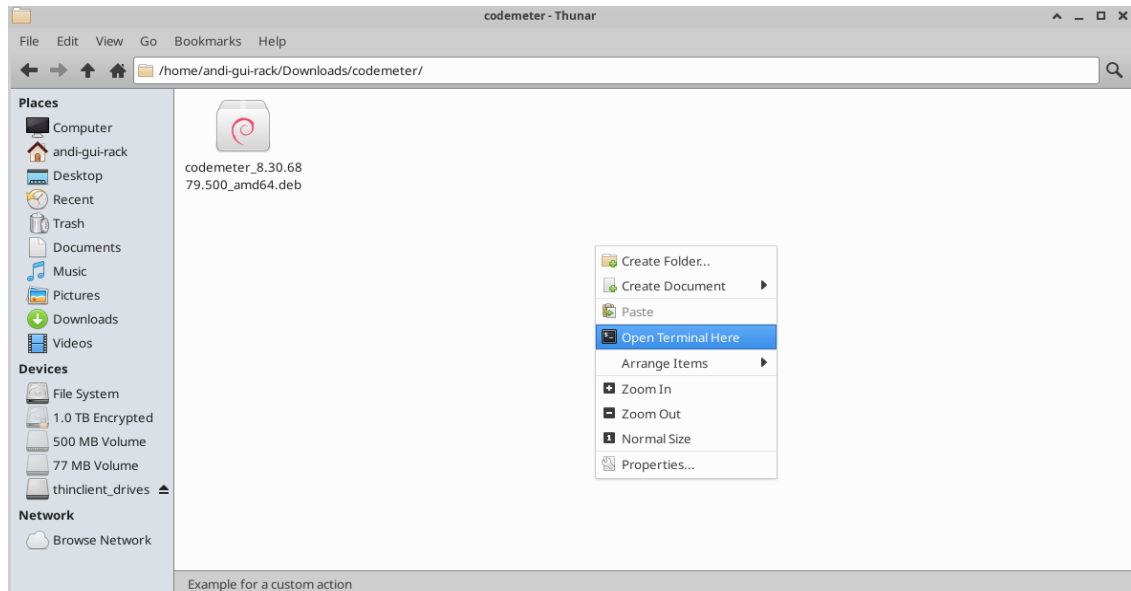 codemeter - Thunar
File Edit View Go Bookmarks Help
/home/andi-gui-rack/Downloads/codemeter/
Places
Computer
andi-gui-rack
Desktop
Recent
Trash
Documents
Music
Pictures
Downloads
Videos
Devices
File System
1.0 TB Encrypted
500 MB Volume
77 MB Volume
thinclient_drives
Network
Browse Network
codemeter_8.30.68
79.500_amd64.deb
Create Folder...
Create Document
Paste
Open Terminal Here
Arrange Items
Zoom In
Zoom Out
Normal Size
Properties...
Example for a custom action